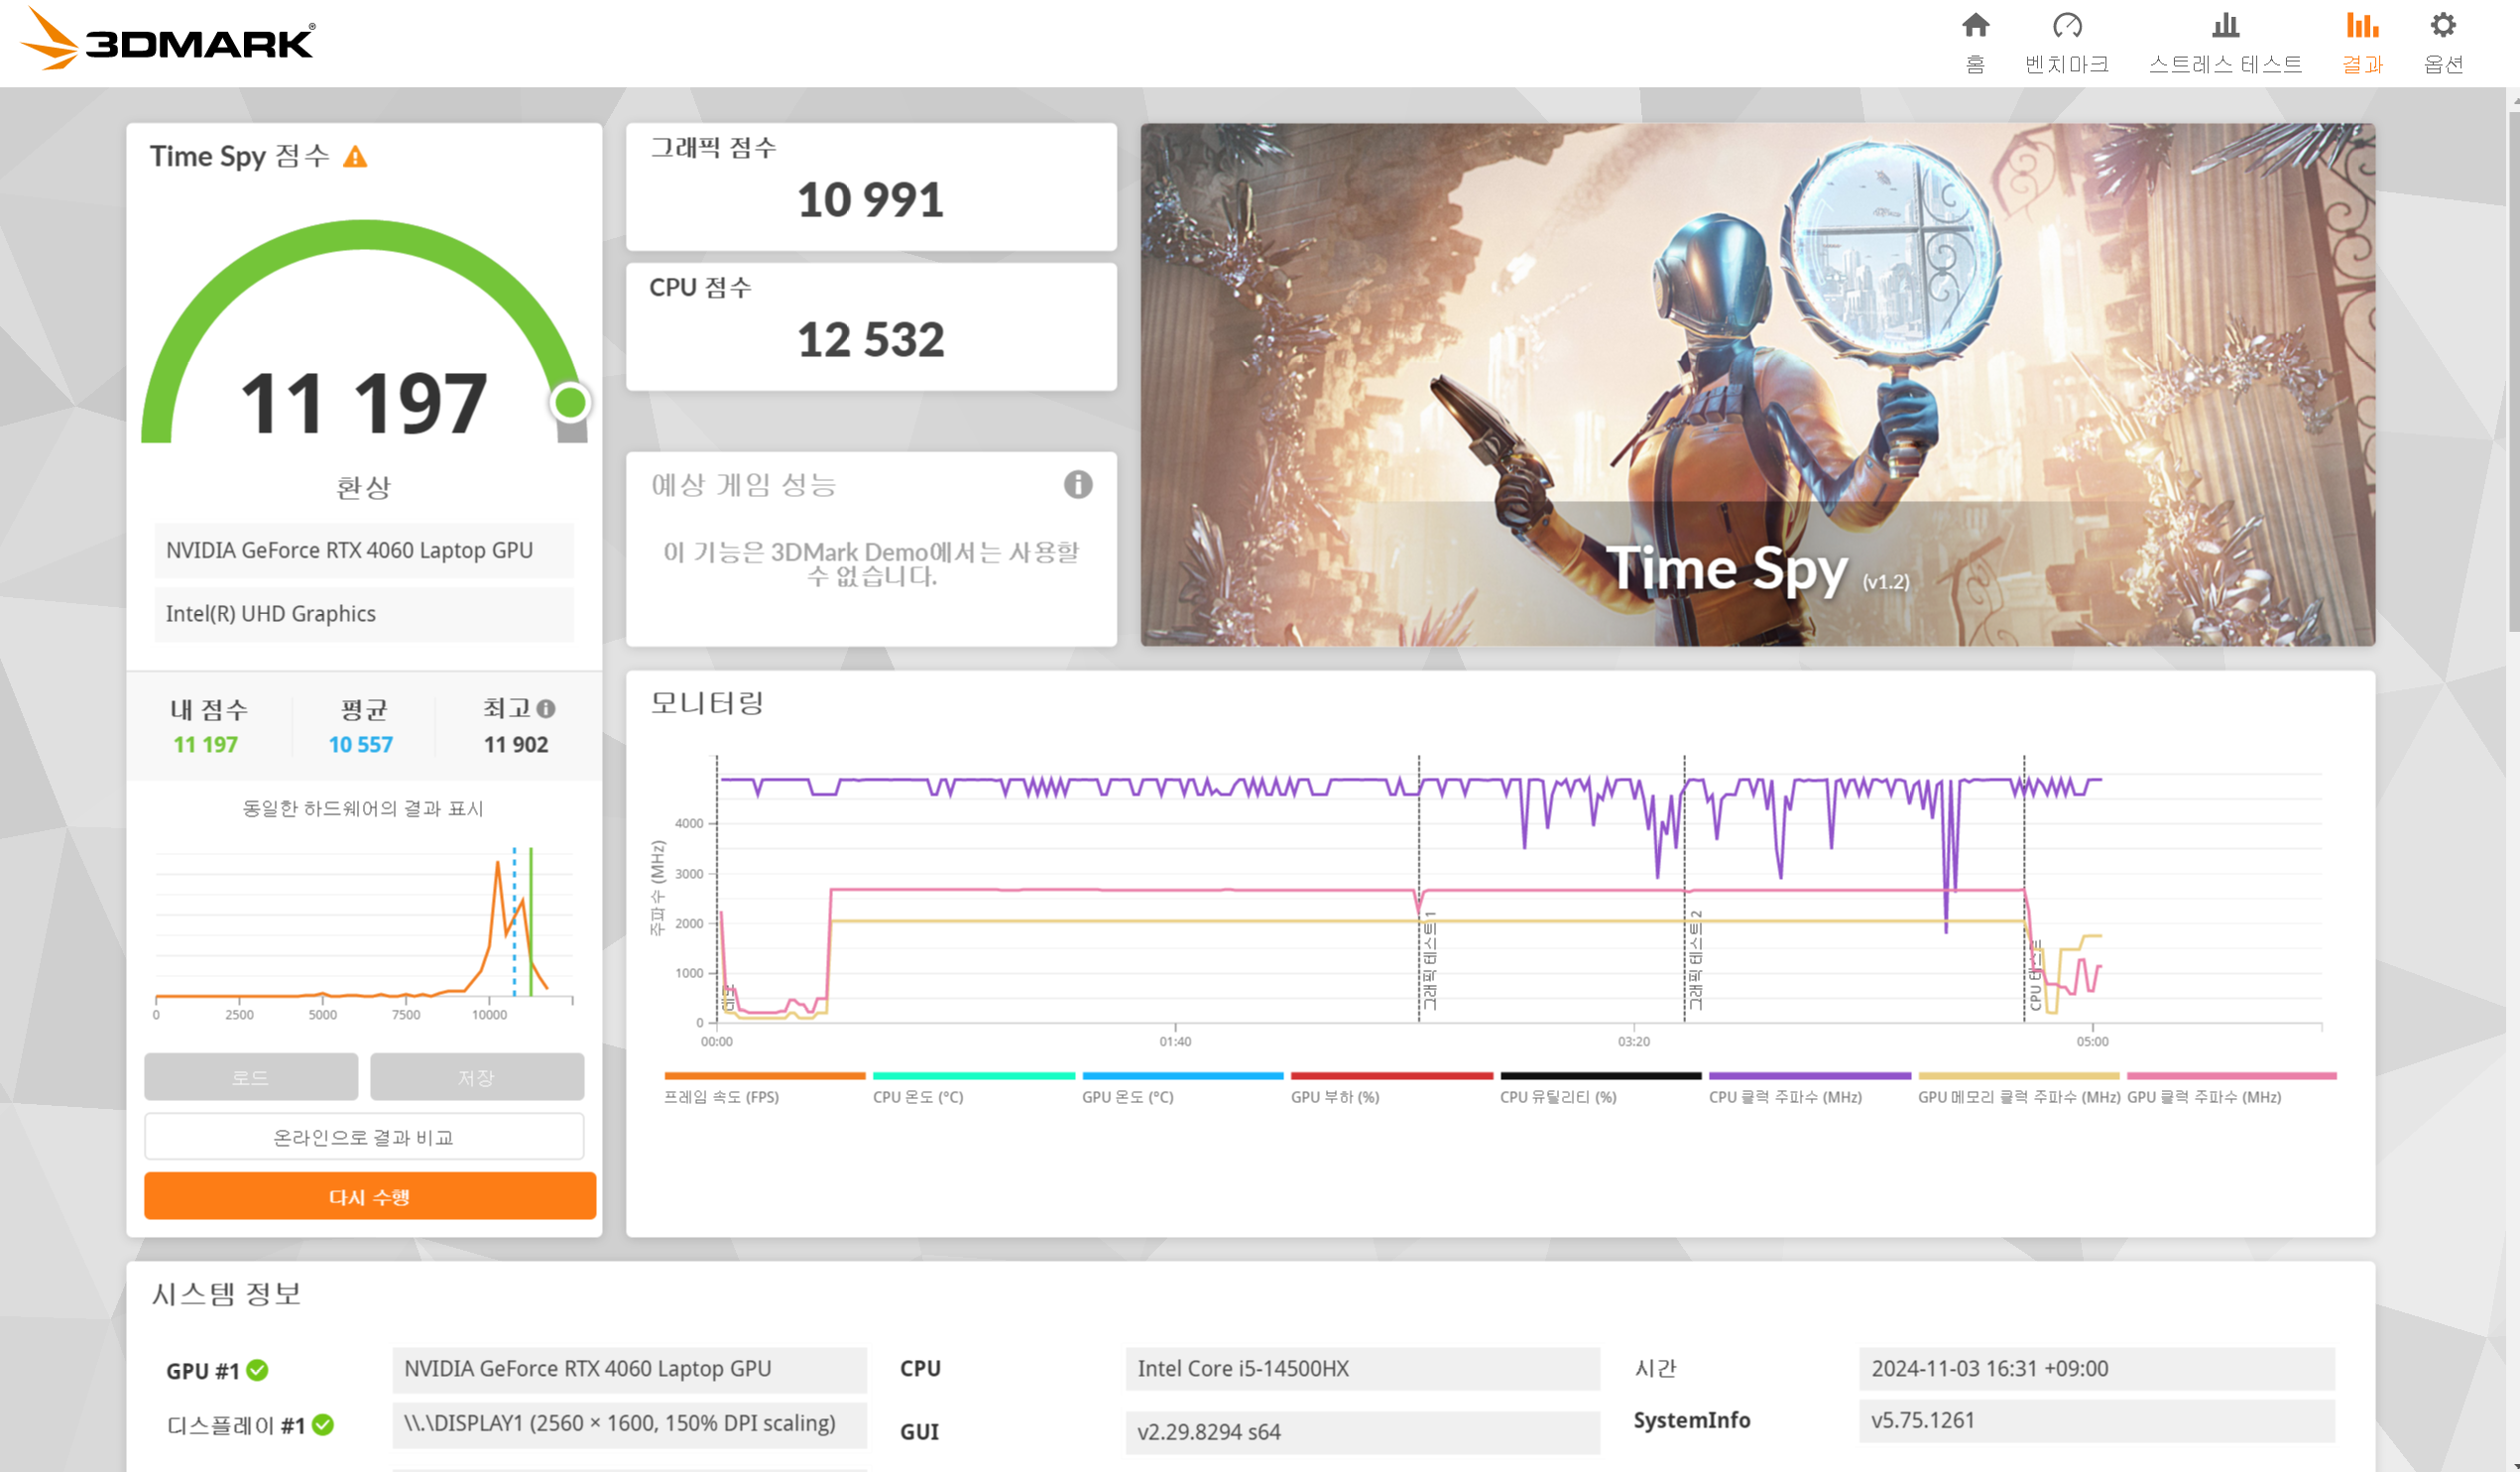 3DMARK®
홈
벤치마크
스트레스 테스트
결과
옵션
Time Spy 점수
11 197
환상
NVIDIA GeForce RTX 4060 Laptop GPU
Intel(R) UHD Graphics
내 점수
평균
최고
11 197
10 557
11 902
동일한 하드웨어의 결과 표시
0
2500
5000
7500
10000
로드
저장
온라인으로 결과 비교
다시 수행
그래픽 점수
10 991
CPU 점수
12 532
예상 게임 성능
이 기능은 3DMark Demo에서는 사용할
수 없습니다.
Time Spy (v1.2)
모니터링
주파수 (MHz)
4000
3000
2000
1000
0
데모
그래픽 테스트 1
그래픽 테스트 2
CPU 테스트
00:00
01:40
03:20
05:00
프레임 속도 (FPS)
CPU 온도 (°C)
GPU 온도 (°C)
GPU 부하 (%)
CPU 유틸리티 (%)
CPU 클럭 주파수 (MHz)
GPU 메모리 클럭 주파수 (MHz)
GPU 클럭 주파수 (MHz)
시스템 정보
GPU #1
NVIDIA GeForce RTX 4060 Laptop GPU
디스플레이 #1
\\.\DISPLAY1 (2560 × 1600, 150% DPI scaling)
CPU
Intel Core i5-14500HX
GUI
v2.29.8294 s64
시간
2024-11-03 16:31 +09:00
SystemInfo
v5.75.1261